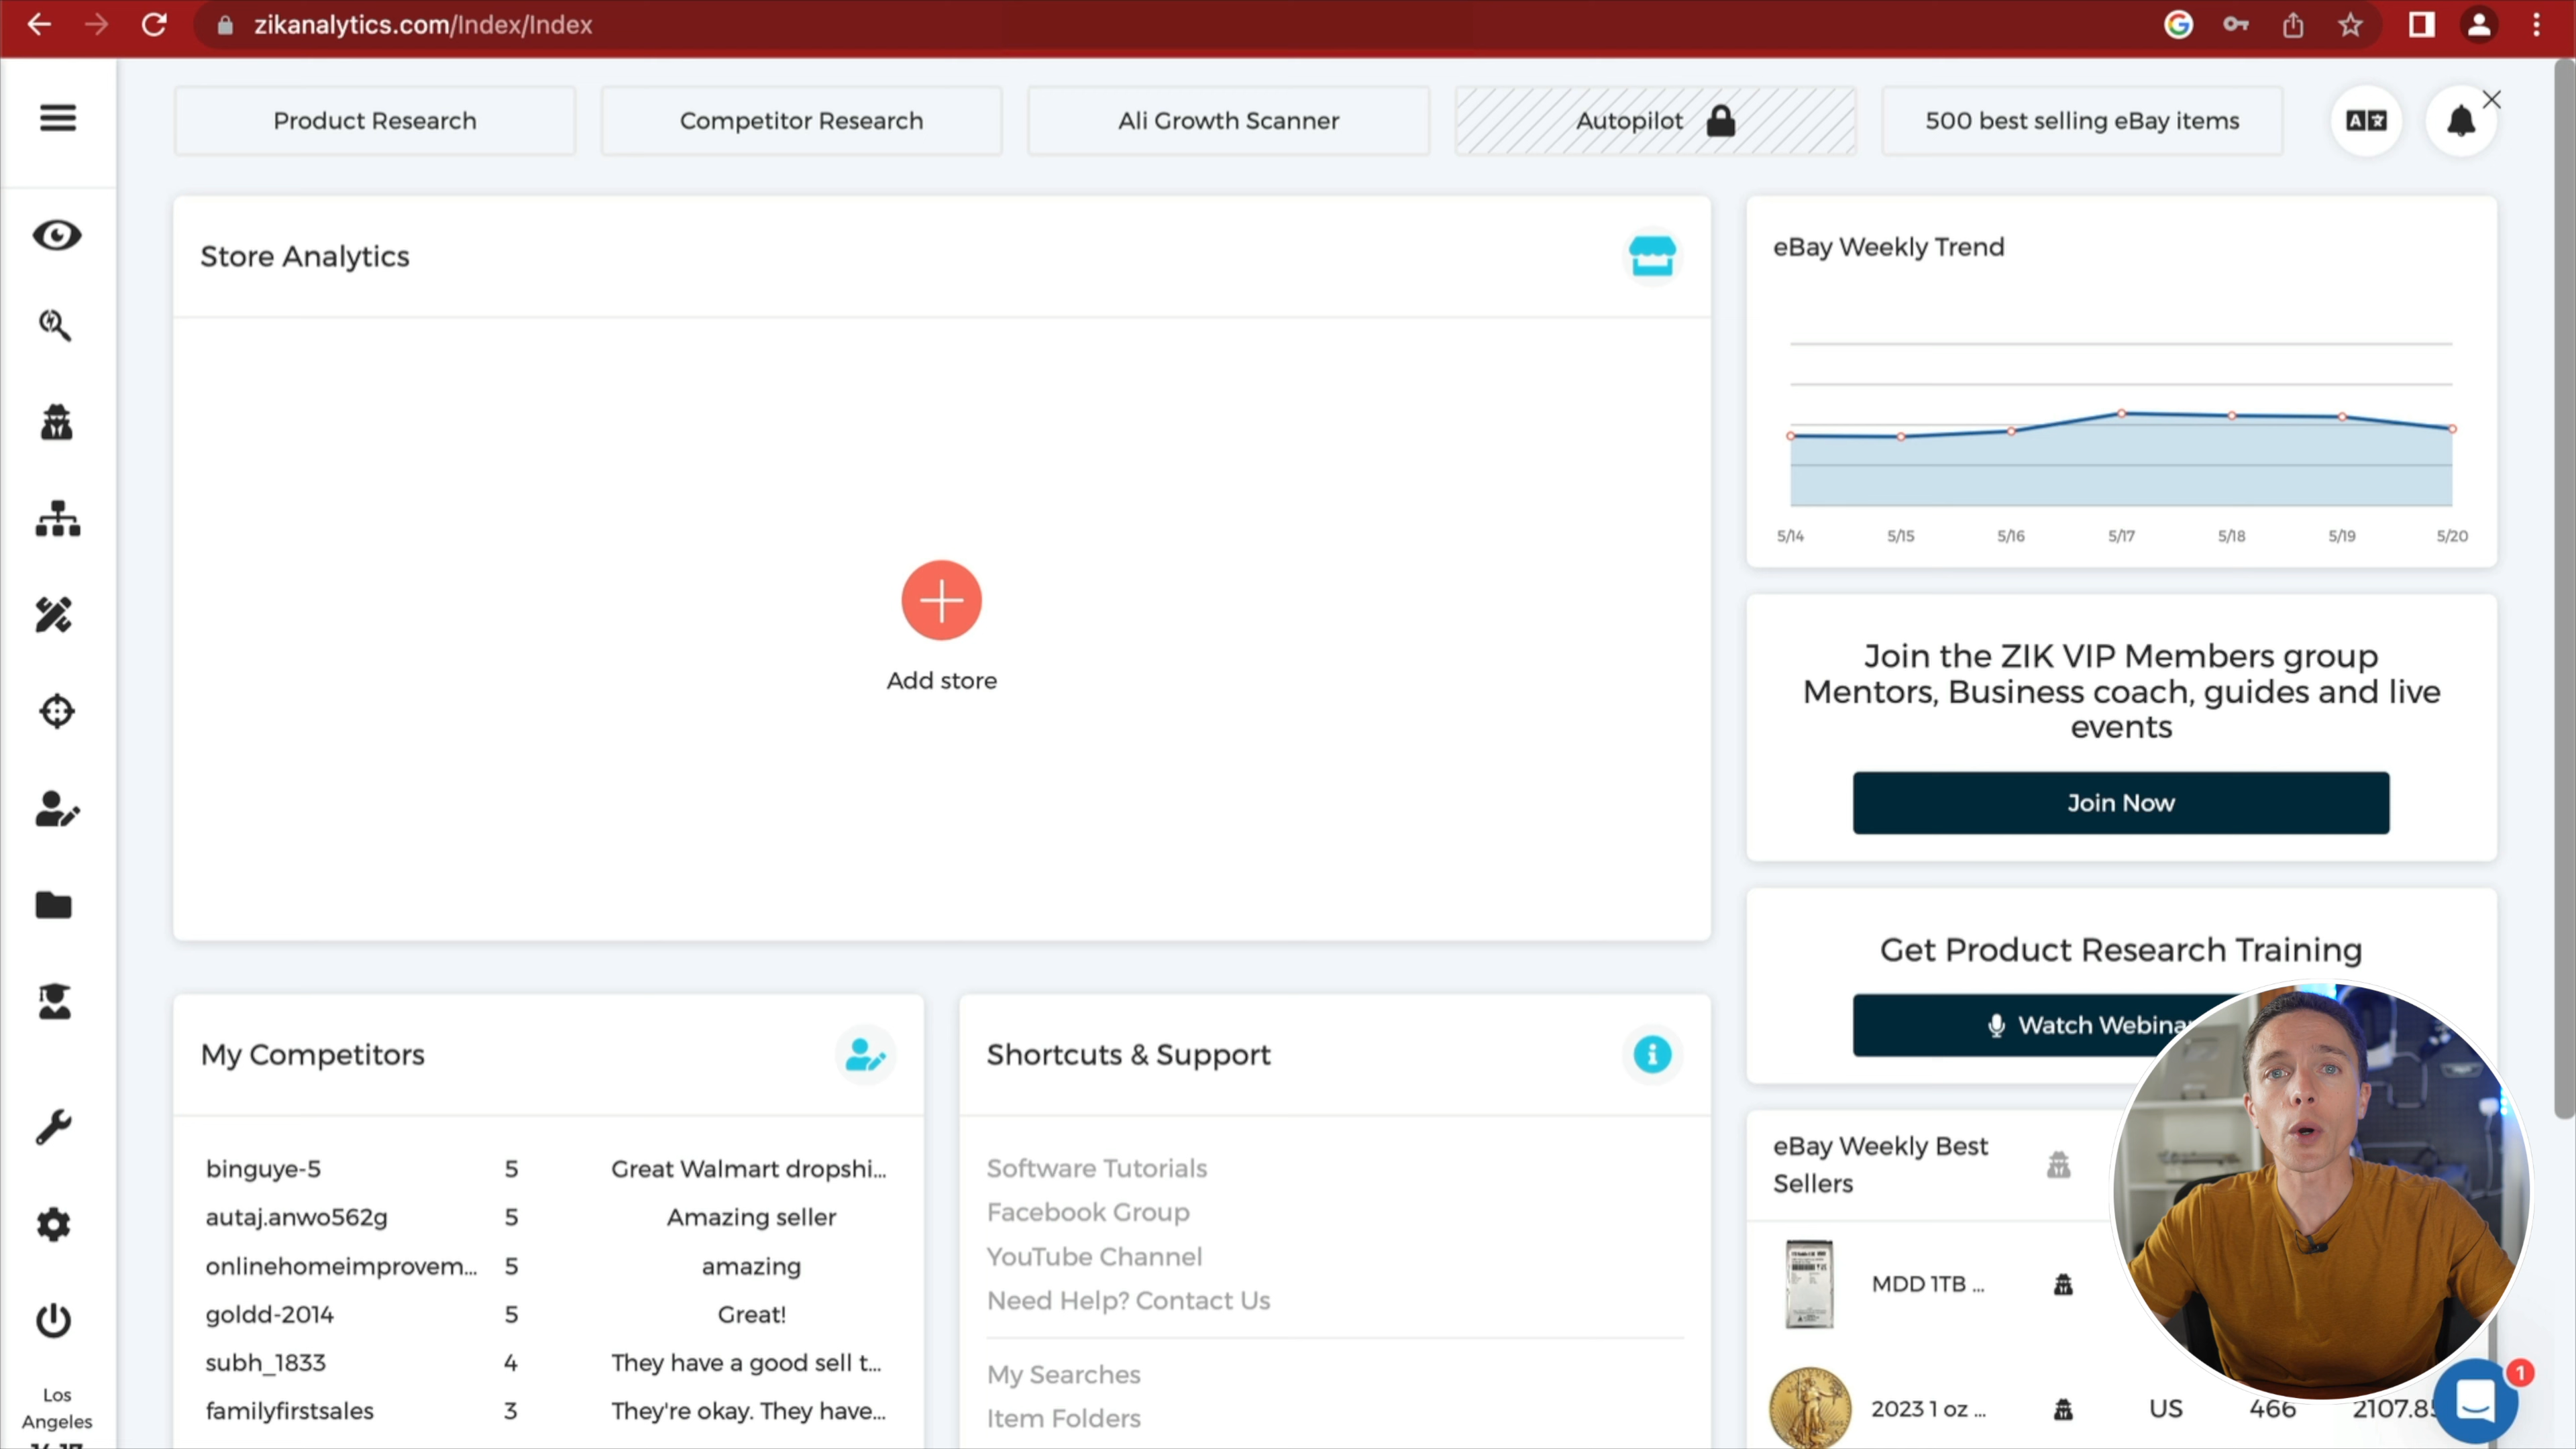 zikanalytics.com/Index/Index
Product Research
Competitor Research
Ali Growth Scanner
Autopilot
500 best selling eBay items
Store Analytics
Add store
eBay Weekly Trend
5/14 5/15 5/16 5/17 5/18 5/19 5/20
Join the ZIK VIP Members group
Mentors, Business coach, guides and live
events
Join Now
Get Product Research Training
Watch Webinar
My Competitors
binguye-5 5 Great Walmart dropshi...
autaj.anwo562g 5 Amazing seller
onlinehomeimprovem... 5 amazing
goldd-2014 5 Great!
subh_1833 4 They have a good sell t...
familyfirstsales 3 They're okay. They have...
Shortcuts & Support
Software Tutorials
Facebook Group
YouTube Channel
Need Help? Contact Us
My Searches
Item Folders
eBay Weekly Best
Sellers
MDD 1TB ...
2023 1 oz ... US 466
1
Los
Angeles